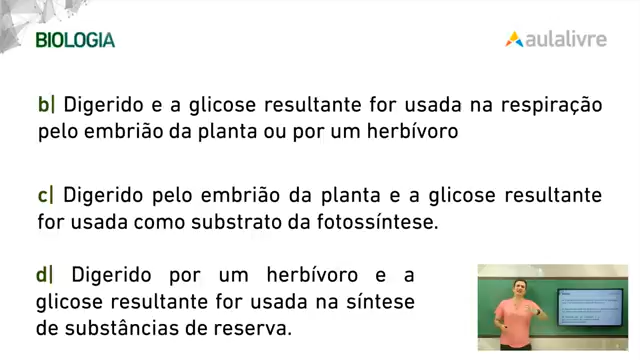 BIOLOGIA
aulalivre
b| Digerido e a glicose resultante for usada na respiração
pelo embrião da planta ou por um herbívoro
c| Digerido pelo embrião da planta e a glicose resultante
for usada como substrato da fotossíntese.
d| Digerido por um herbívoro e a
glicose resultante for usada na síntese
de substâncias de reserva.